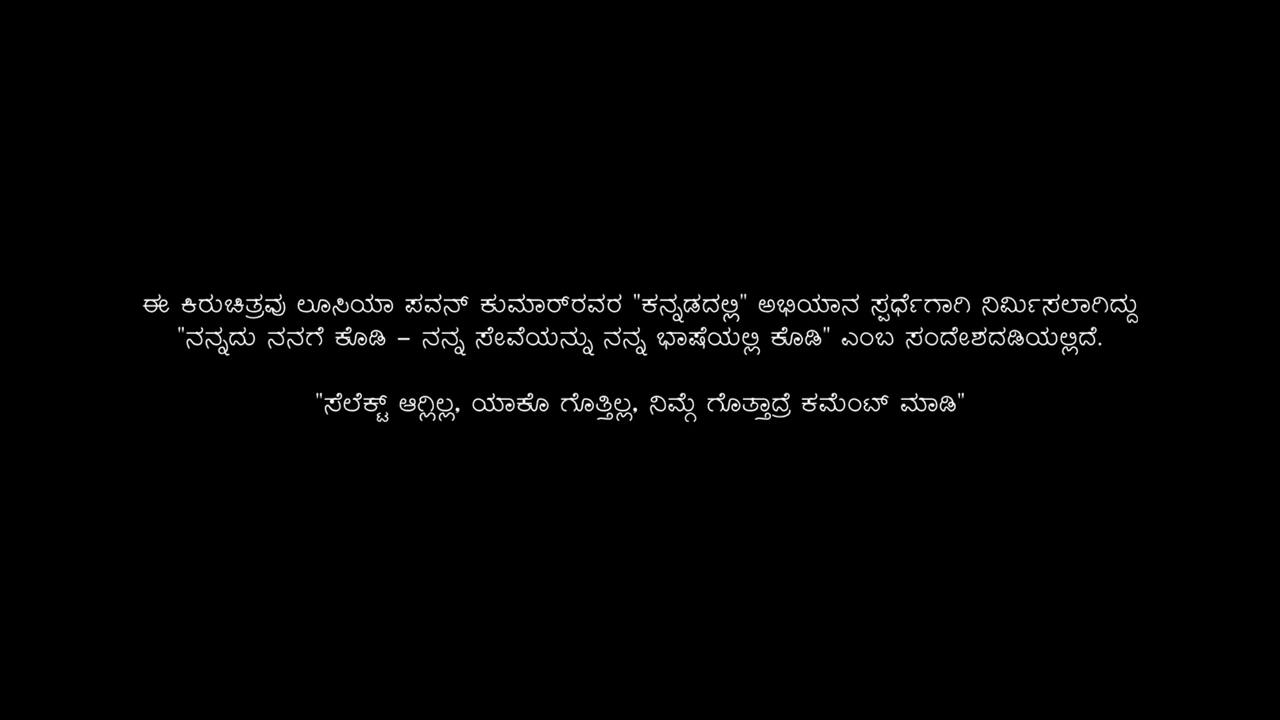 ಈ ಕಿರುಚಿತ್ರವು ಲೂಸಿಯಾ ಪವನ್ ಕುಮಾರ್‌ರವರ "ಕನ್ನಡದಲ್ಲಿ" ಅಭಿಯಾನ ಸ್ಪರ್ಧೆಗಾಗಿ ನಿರ್ಮಿಸಲಾಗಿದ್ದು
"ನನ್ನದು ನನಗೆ ಕೊಡಿ – ನನ್ನ ಸೇವೆಯನ್ನು ನನ್ನ ಭಾಷೆಯಲ್ಲಿ ಕೊಡಿ" ಎಂಬ ಸಂದೇಶದಡಿಯಲ್ಲಿದೆ.
"ಸೆಲೆಕ್ಟ್ ಆಗ್ಲಿಲ್ಲ, ಯಾಕೊ ಗೊತ್ತಿಲ್ಲ, ನಿಮ್ಗೆ ಗೊತ್ತಾದ್ರೆ ಕಮೆಂಟ್ ಮಾಡಿ"